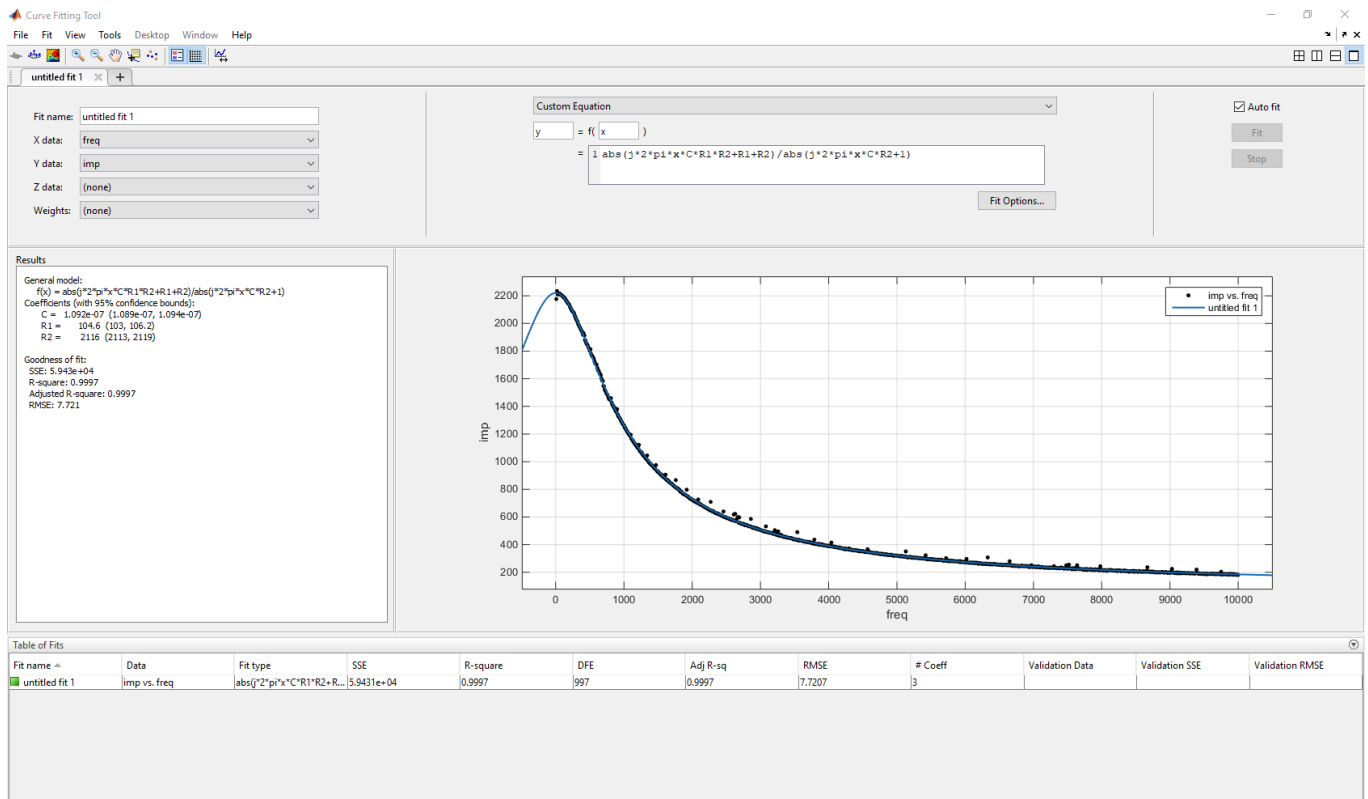 Curve Fitting Tool
File Fit View Tools Desktop Window Help
untitled fit 1
Fit name: untitled fit 1
X data: freq
Y data: imp
Z data: (none)
Weights: (none)
Custom Equation
y = f( x )
= 1 abs(j*2*pi*x*C*R1*R2+R1+R2)/abs(j*2*pi*x*C*R2+1)
Fit Options...
Auto fit
Fit
Stop
Results
General model:
f(x) = abs(j*2*pi*x*C*R1*R2+R1+R2)/abs(j*2*pi*x*C*R2+1)
Coefficients (with 95% confidence bounds):
C = 1.092e-07 (1.089e-07, 1.094e-07)
R1 = 104.6 (103, 106.2)
R2 = 2116 (2113, 2119)
Goodness of fit:
SSE: 5.943e+04
R-square: 0.9997
Adjusted R-square: 0.9997
RMSE: 7.721
imp vs. freq
untitled fit 1
2200
2000
1800
1600
1400
1200
1000
800
600
400
200
imp
0 1000 2000 3000 4000 5000 6000 7000 8000 9000 10000
freq
Table of Fits
Fit name Data Fit type SSE R-square DFE Adj R-sq RMSE # Coeff Validation Data Validation SSE Validation RMSE
untitled fit 1 imp vs. freq abs(j*2*pi*x*C*R1*R2+R... 5.9431e+04 0.9997 997 0.9997 7.7207 3